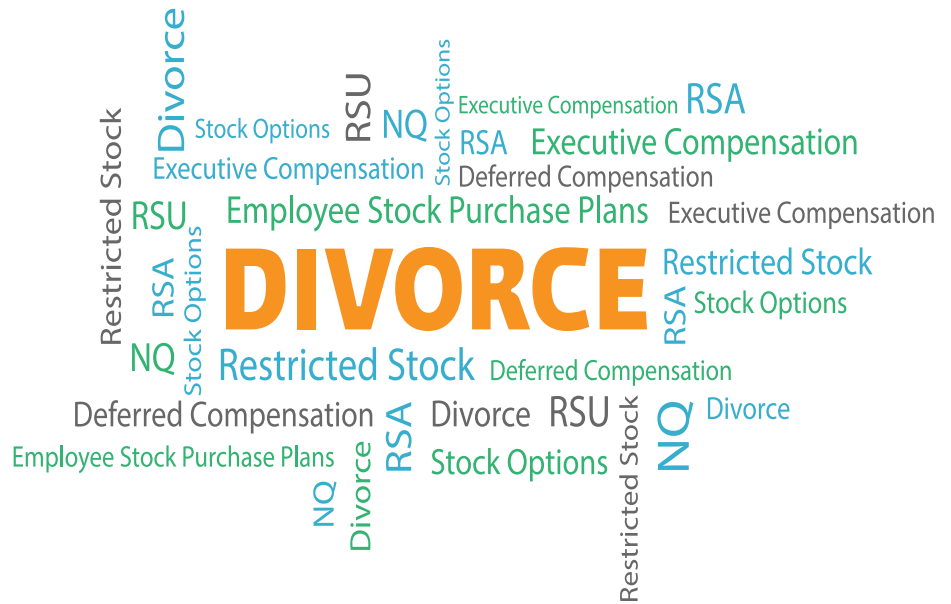 Divorce
Stock Options
RSU
NQ
Stock Options
Executive Compensation
RSA
RSA
Executive Compensation
Restricted Stock
Executive Compensation
Deferred Compensation
RSU
Employee Stock Purchase Plans
Executive Compensation
RSA
Stock Options
DIVORCE
Restricted Stock
RSA
Stock Options
NQ
Restricted Stock
Deferred Compensation
Deferred Compensation
RSA
Divorce
RSU
Restricted Stock
NQ
Divorce
Employee Stock Purchase Plans
Divorce
Stock Options
NQ